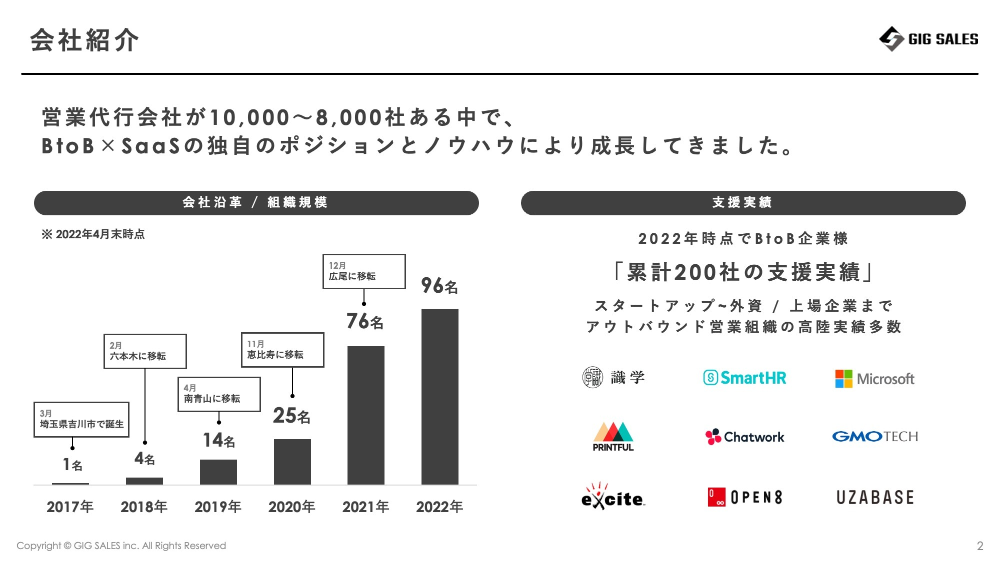 会社紹介
GIG SALES
営業代行会社が10,000〜8,000社ある中で、
BtoB×SaaSの独自のポジションとノウハウにより成長してきました。
会社沿革 / 組織規模
※ 2022年4月末時点
3月
埼玉県吉川市で誕生
1名
2月
六本木に移転
4名
4月
南青山に移転
14名
11月
恵比寿に移転
25名
12月
広尾に移転
76名
96名
2017年
2018年
2019年
2020年
2021年
2022年
支援実績
2022年時点でBtoB企業様
「累計200社の支援実績」
スタートアップ~外資 / 上場企業まで
アウトバウンド営業組織の高陸実績多数
識学
SmartHR
Microsoft
PRINTFUL
Chatwork
GMO TECH
excite
OPEN8
UZABASE
Copyright © GIG SALES inc. All Rights Reserved
2